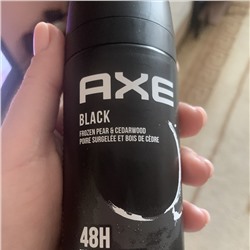 AXE
BLACK
FROZEN PEAR & CEDARWOOD
POIRE SURGELÉE ET BOIS DE CÈDRE
48H